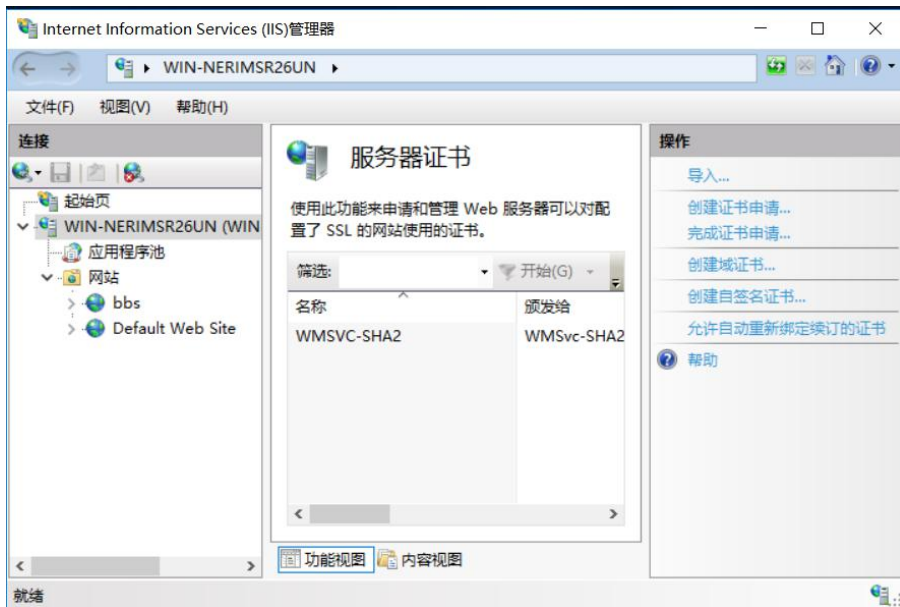 Internet Information Services (IIS)管理器
WIN-NERIMSR26UN
文件(F) 视图(V) 帮助(H)
连接
起始页
WIN-NERIMSR26UN (WIN
应用程序池
网站
bbs
Default Web Site
服务器证书
使用此功能来申请和管理 Web 服务器可以对配
置了 SSL 的网站使用的证书。
筛选: 开始(G)
名称 颁发给
WMSVC-SHA2 WMSvc-SHA2
功能视图 内容视图
操作
导入...
创建证书申请...
完成证书申请...
创建域证书...
创建自签名证书...
允许自动重新绑定续订的证书
帮助
就绪